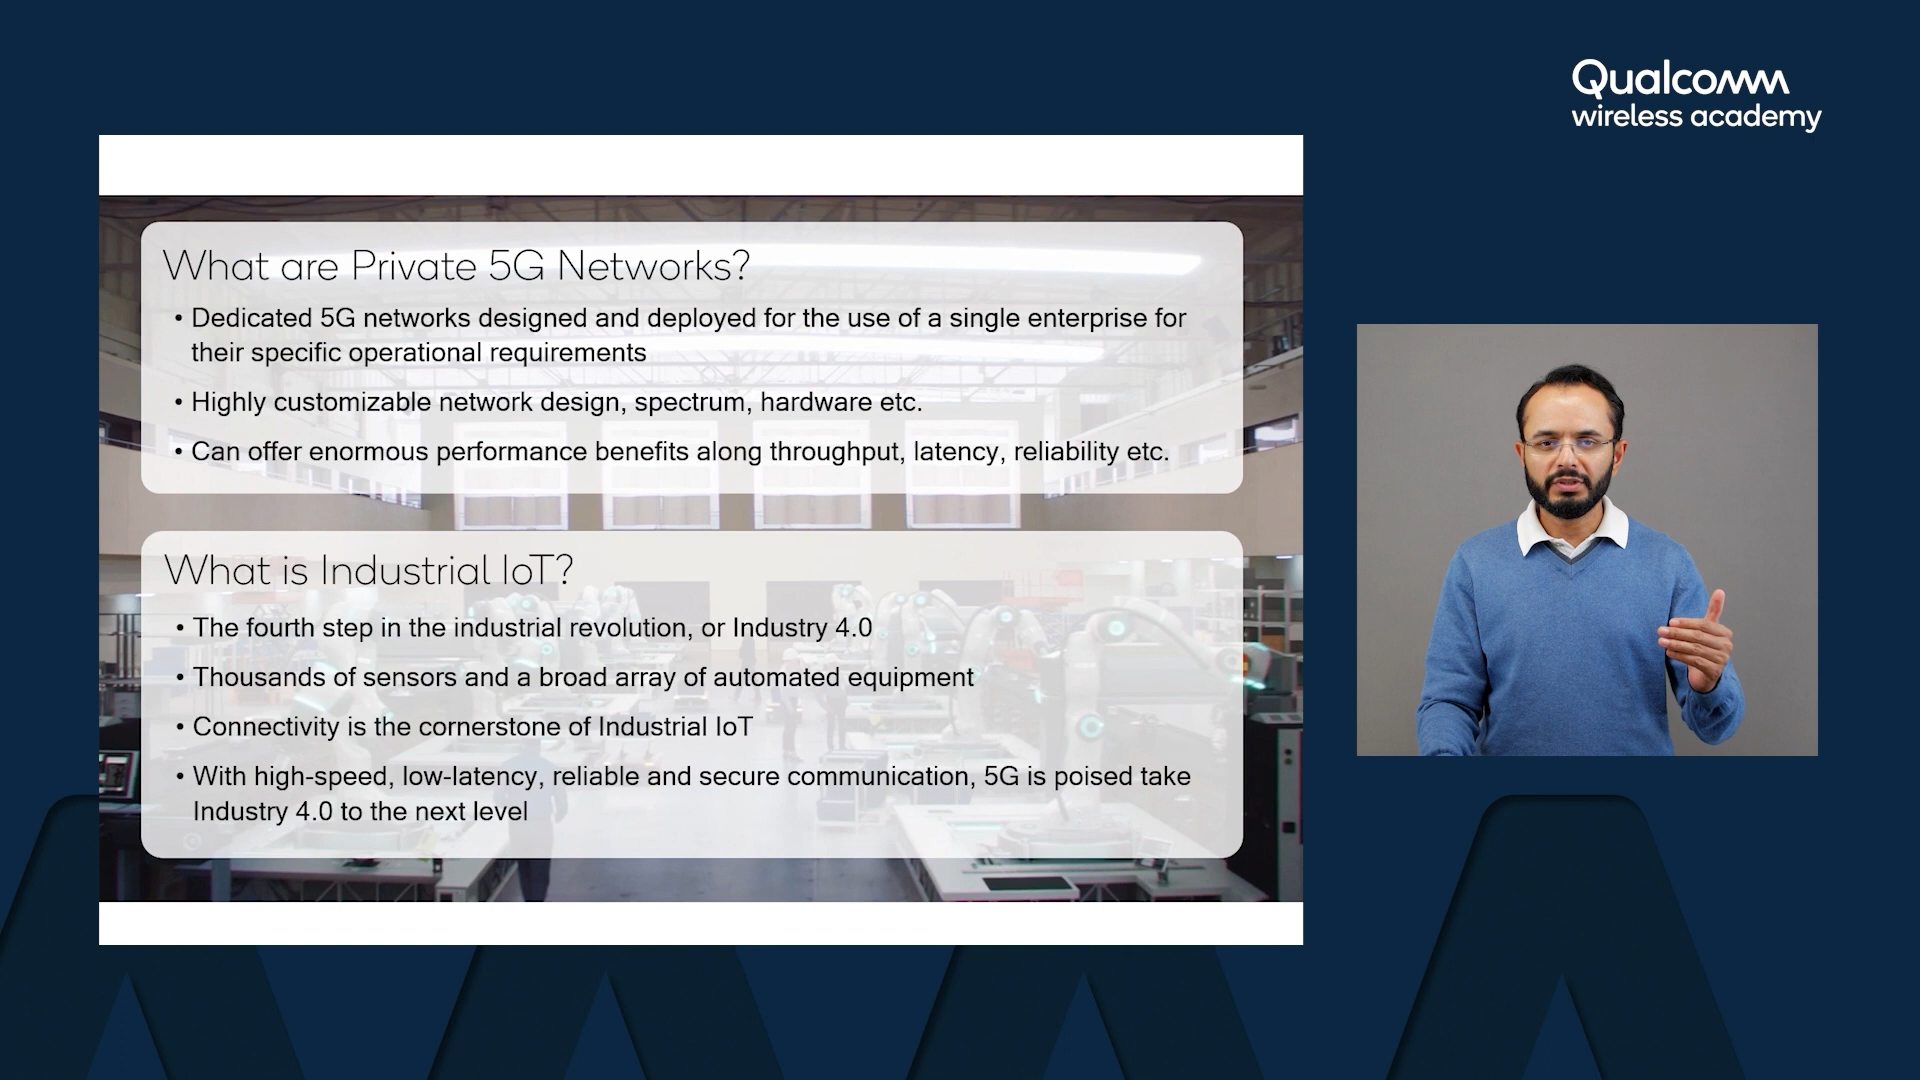 Qualcomm
wireless academy
What are Private 5G Networks?
• Dedicated 5G networks designed and deployed for the use of a single enterprise for
their specific operational requirements
• Highly customizable network design, spectrum, hardware etc.
• Can offer enormous performance benefits along throughput, latency, reliability etc.
What is Industrial IoT?
• The fourth step in the industrial revolution, or Industry 4.0
• Thousands of sensors and a broad array of automated equipment
• Connectivity is the cornerstone of Industrial IoT
• With high-speed, low-latency, reliable and secure communication, 5G is poised take
Industry 4.0 to the next level